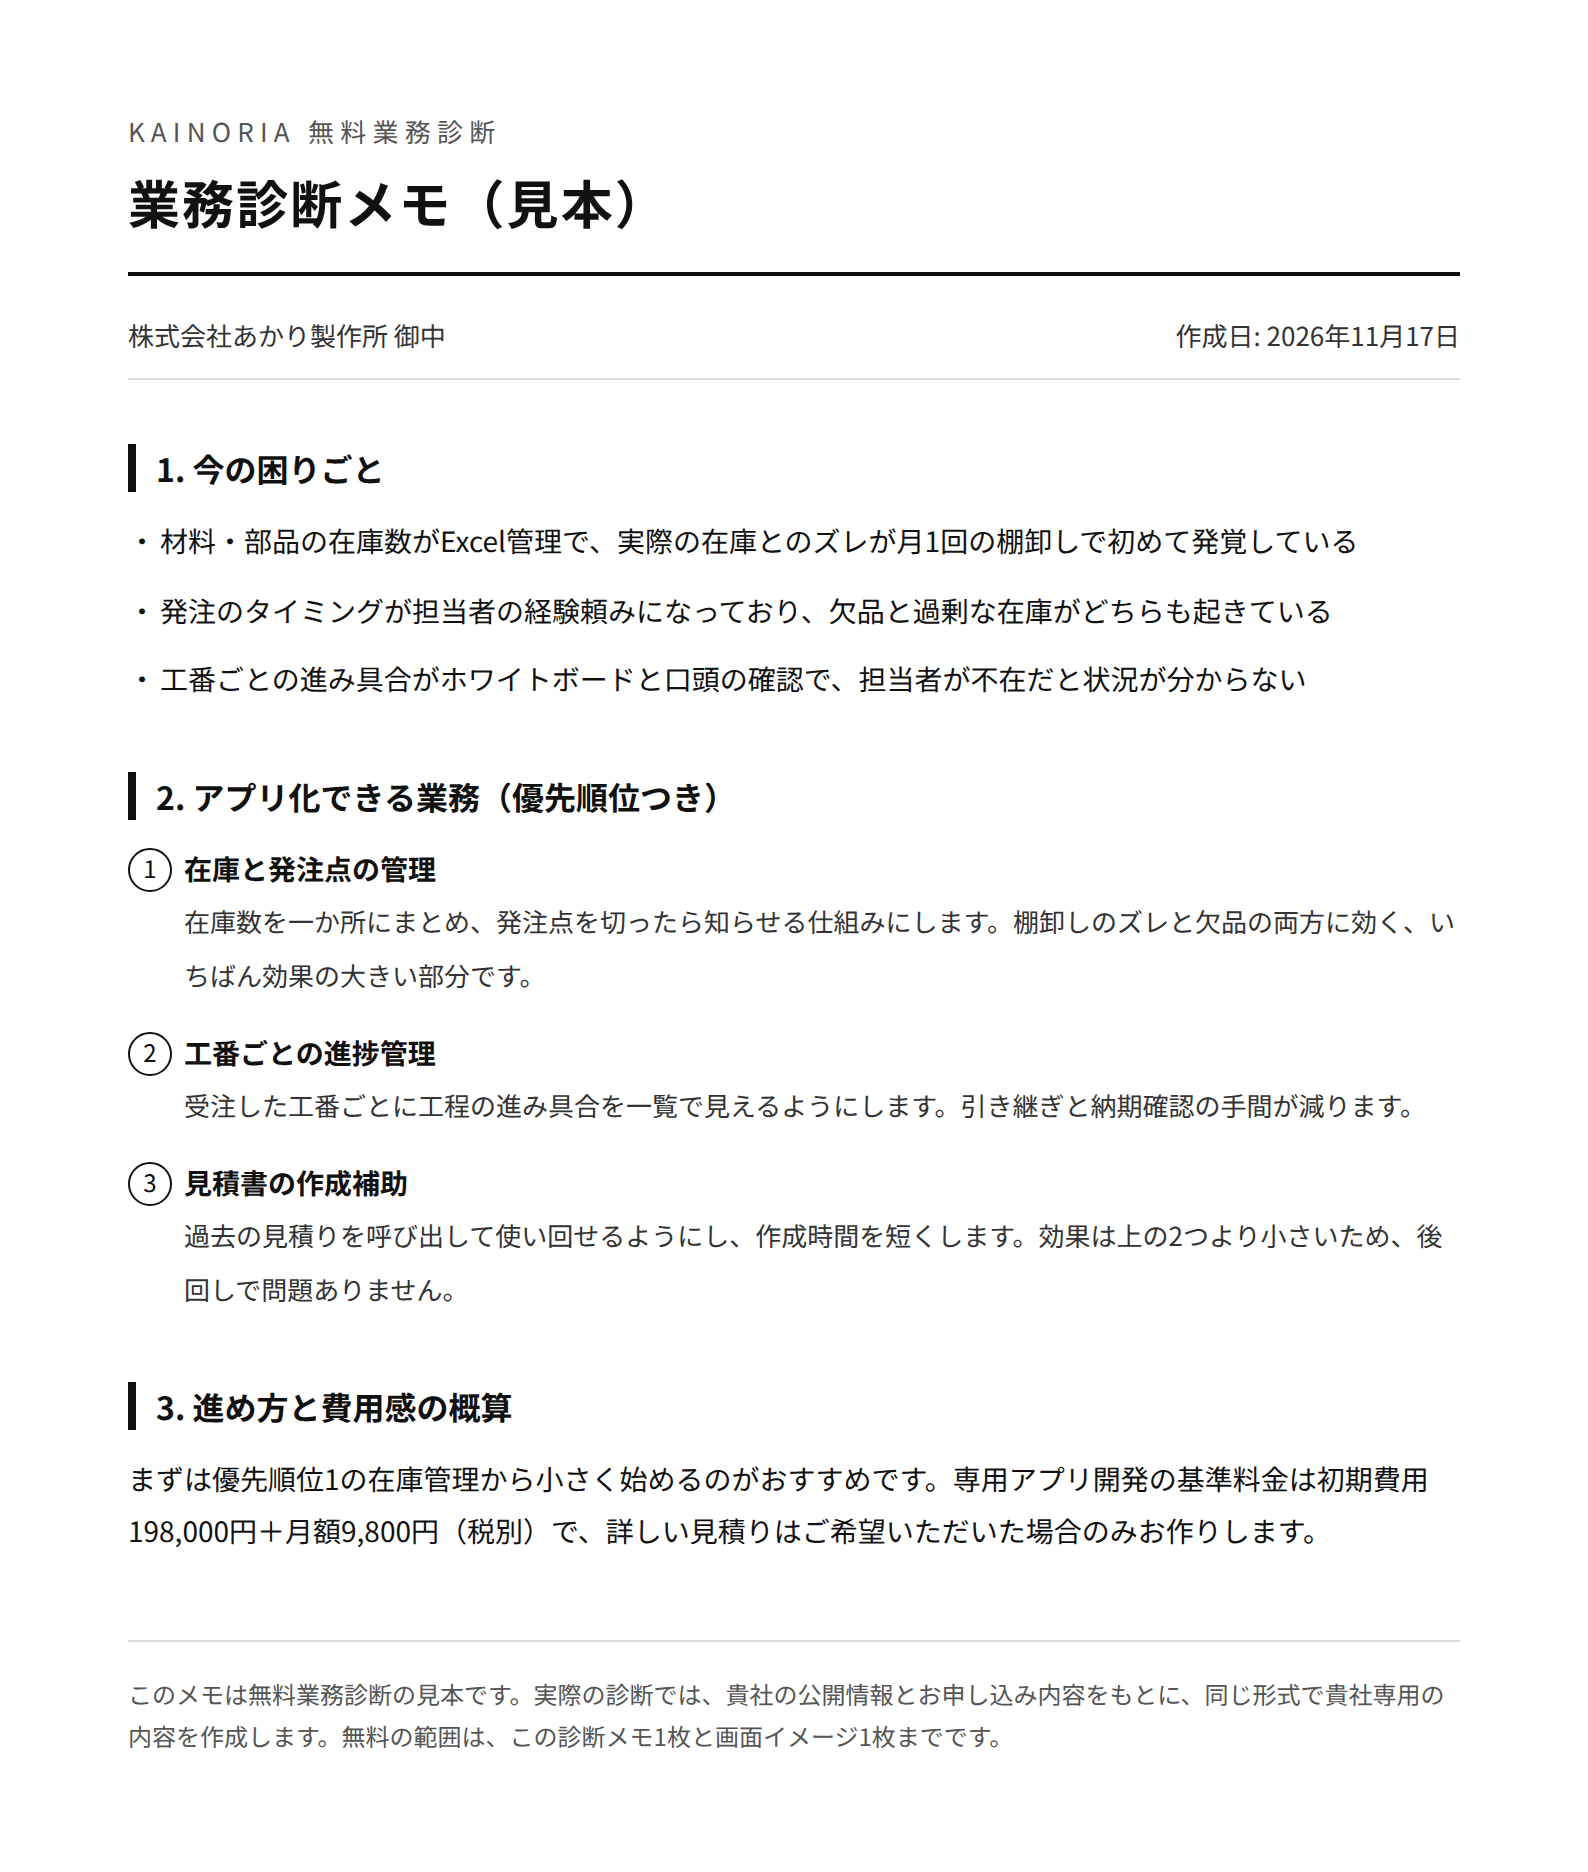 KAINORIA 無料業務診断
業務診断メモ（見本）
株式会社あかり製作所 御中
作成日: 2026年11月17日
1. 今の困りごと
・ 材料・部品の在庫数がExcel管理で、実際の在庫とのズレが月1回の棚卸しで初めて発覚している
・ 発注のタイミングが担当者の経験頼みになっており、欠品と過剰な在庫がどちらも起きている
・ 工番ごとの進み具合がホワイトボードと口頭の確認で、担当者が不在だと状況が分からない
2. アプリ化できる業務（優先順位つき）
1 在庫と発注点の管理
在庫数を一か所にまとめ、発注点を切ったら知らせる仕組みにします。棚卸しのズレと欠品の両方に効く、い
ちばん効果の大きい部分です。
2 工番ごとの進捗管理
受注した工番ごとに工程の進み具合を一覧で見えるようにします。引き継ぎと納期確認の手間が減ります。
3 見積書の作成補助
過去の見積りを呼び出して使い回せるようにし、作成時間を短くします。効果は上の2つより小さいため、後
回しで問題ありません。
3. 進め方と費用感の概算
まずは優先順位1の在庫管理から小さく始めるのがおすすめです。専用アプリ開発の基準料金は初期費用
198,000円＋月額9,800円（税別）で、詳しい見積りはご希望いただいた場合のみお作りします。
このメモは無料業務診断の見本です。実際の診断では、貴社の公開情報とお申し込み内容をもとに、同じ形式で貴社専用の
内容を作成します。無料の範囲は、この診断メモ1枚と画面イメージ1枚までです。